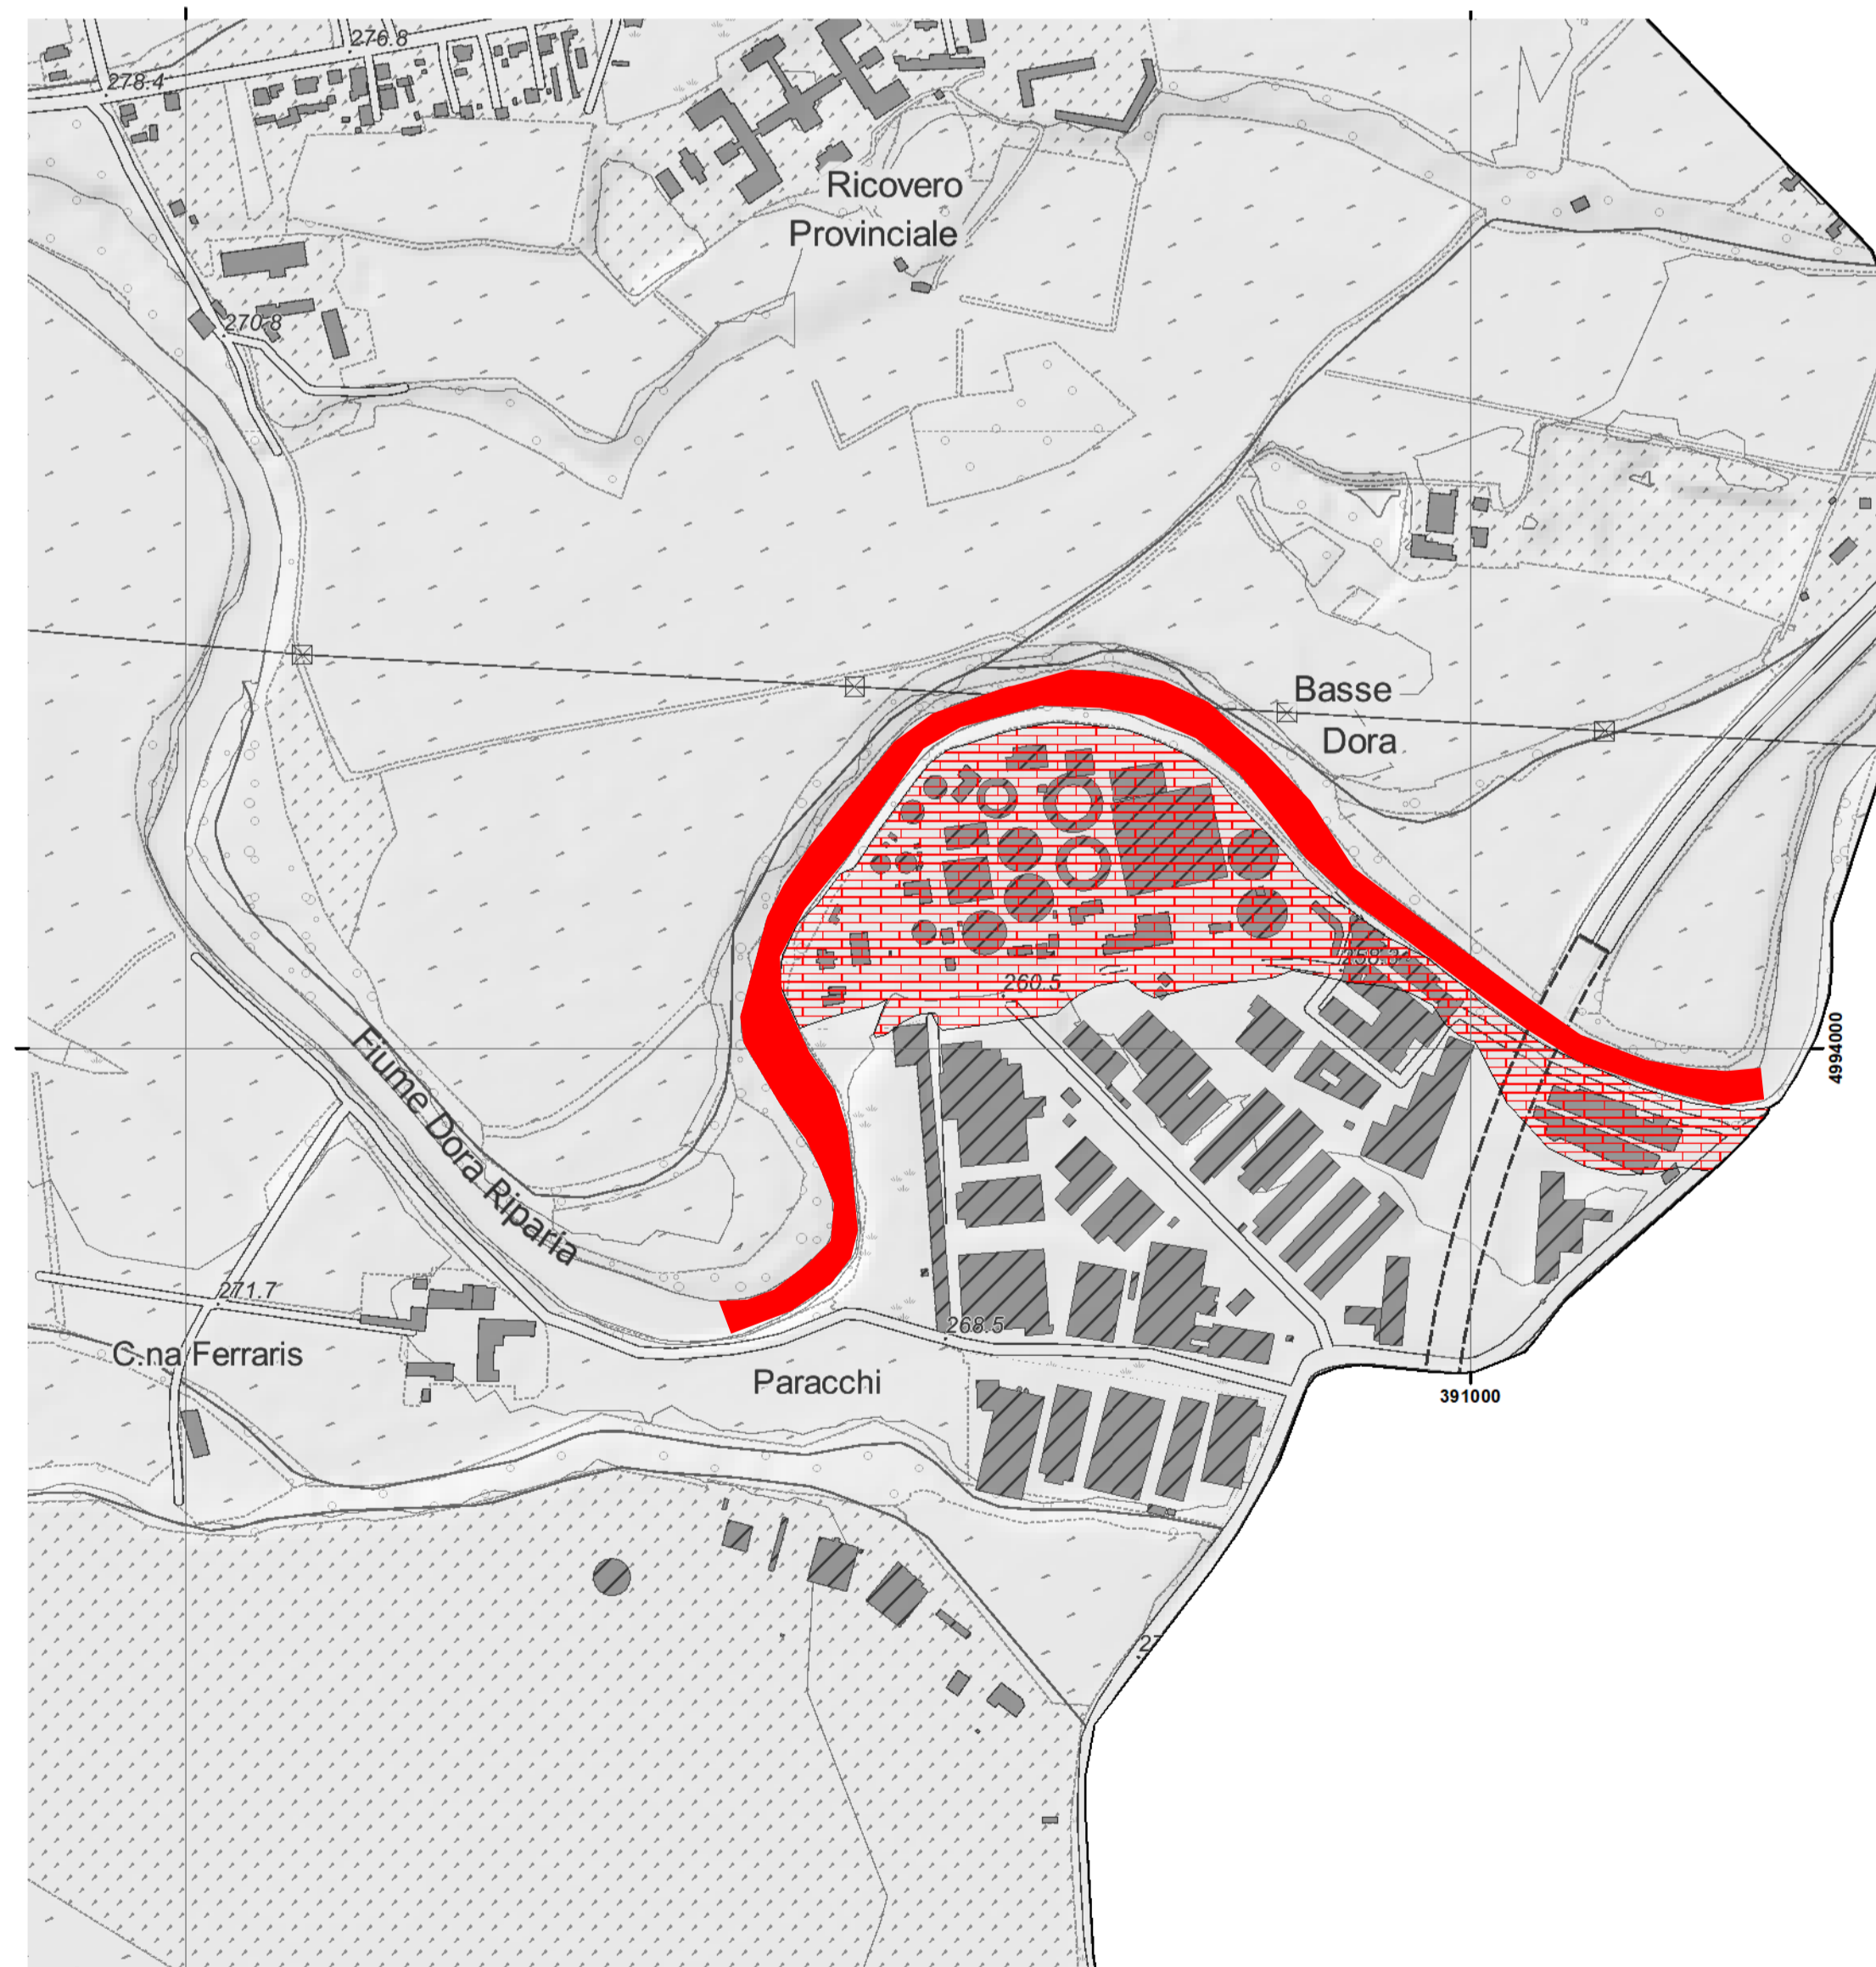 276.8
278.4
Ricovero
Provinciale
270.8
Basse
Dora
260.5
4994000
Fiume Dora Riparia
271.7
268.5
C.na Ferraris
Paracchi
391000
27